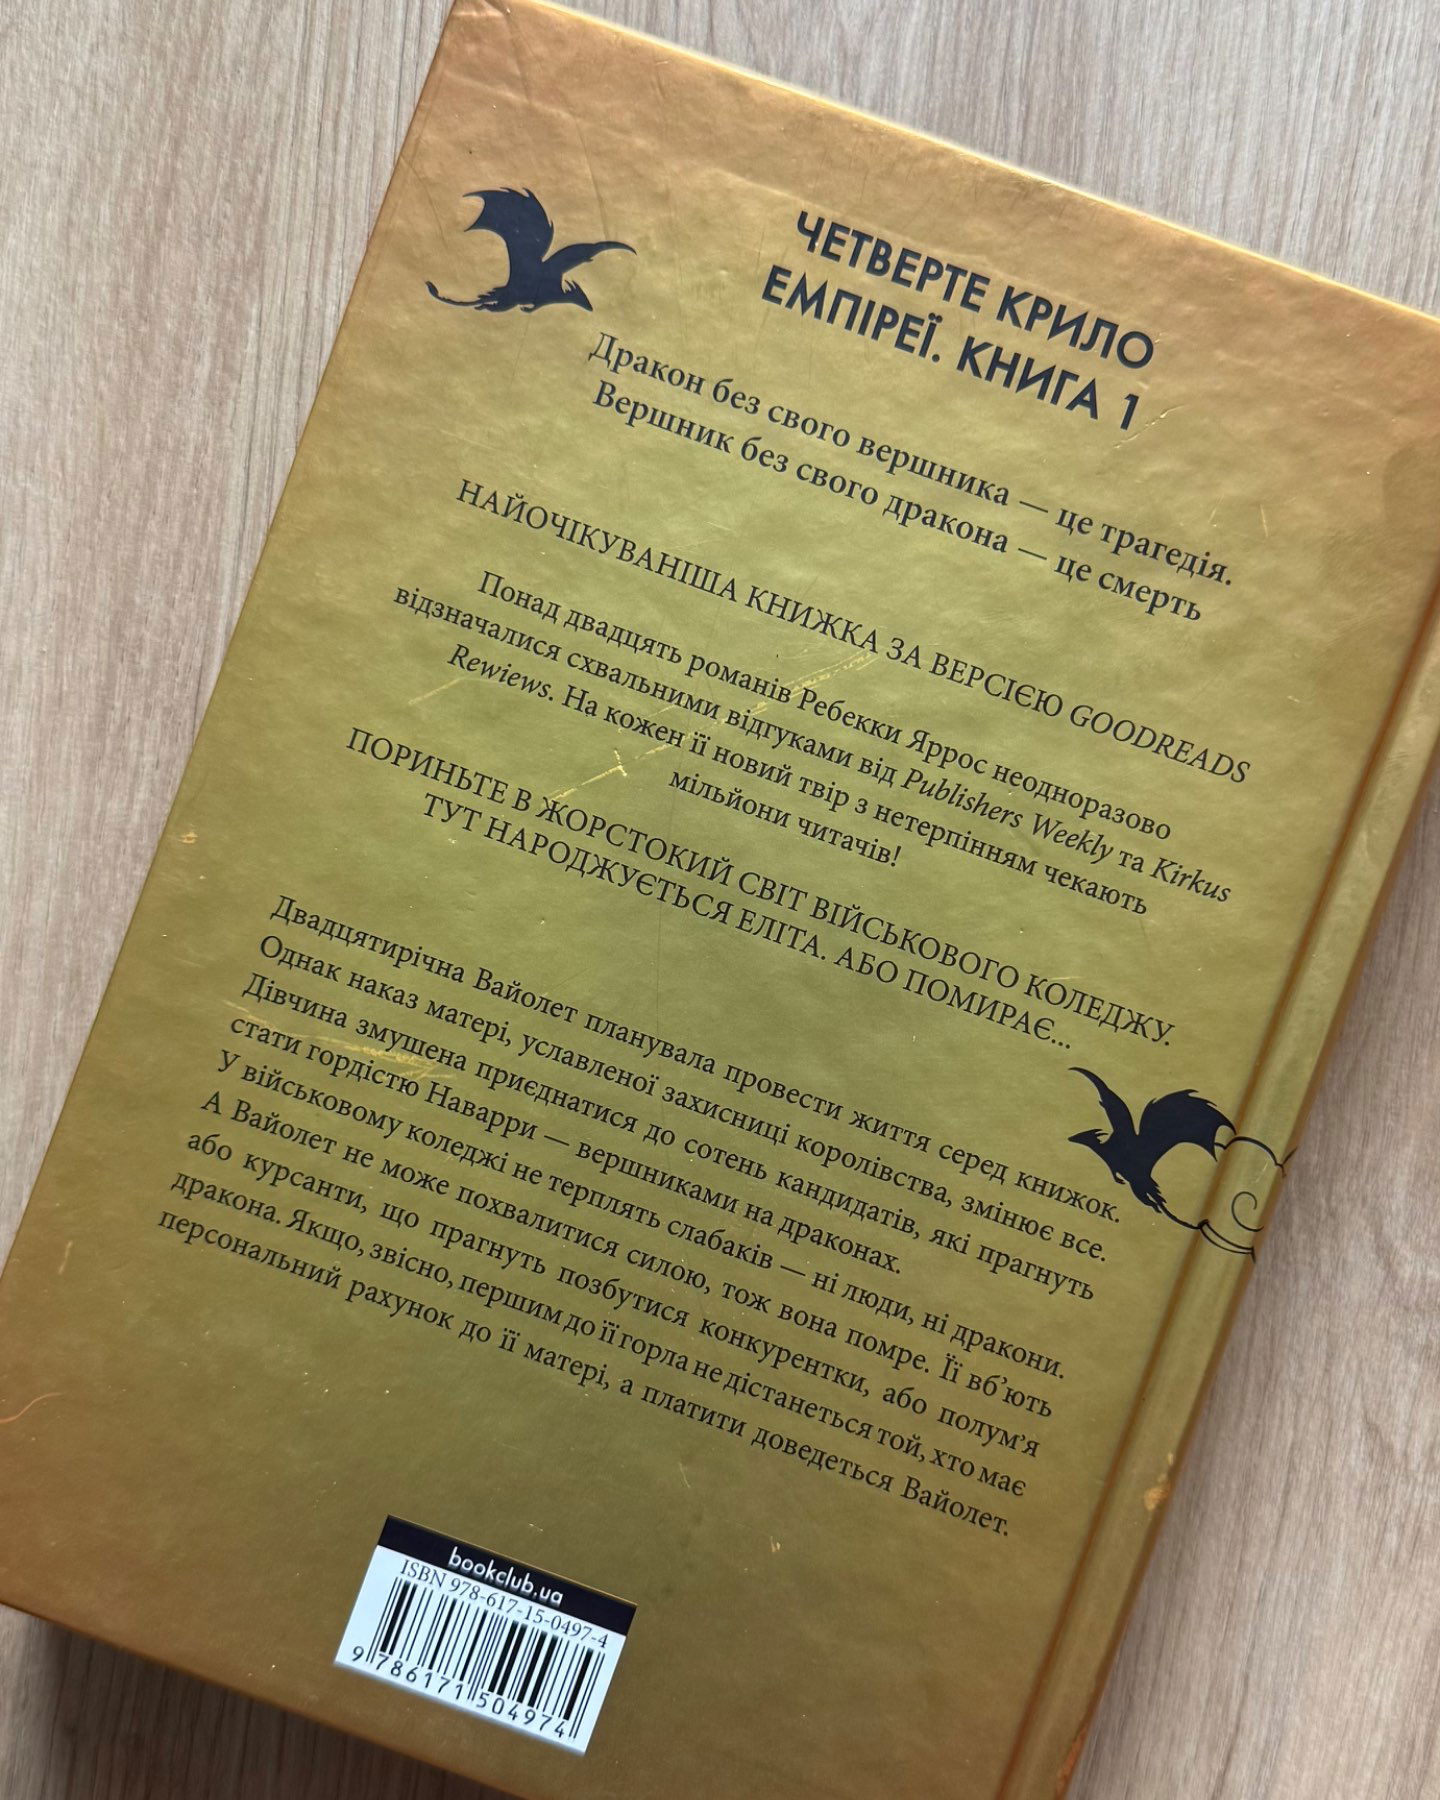 ЧЕТВЕРТЕ КРИЛО
ЕМПІРЕЇ. КНИГА 1
Дракон без свого вершника — це трагедія.
Вершник без свого дракона — це смерть
НАЙОЧІКУВАНІША КНИЖКА ЗА ВЕРСІЄЮ GOODREADS
Понад двадцять романів Ребекки Яррос неодноразово
відзначалися схвальними відгуками від Publishers Weekly та Kirkus
Rewiews. На кожен її новий твір з нетерпінням чекають
мільйони читачів!
ПОРИНЬТЕ В ЖОРСТОКИЙ СВІТ ВІЙСЬКОВОГО КОЛЕДЖУ.
ТУТ НАРОДЖУЄТЬСЯ ЕЛІТА. АБО ПОМИРАЄ...
Двадцятирічна Вайолет планувала провести життя серед книжок.
Однак наказ матері, уславленої захисниці королівства, змінює все.
Дівчина змушена приєднатися до сотень кандидатів, які прагнуть
стати гордістю Наварри — вершниками на драконах.
У військовому коледжі не терплять слабаків — ні люди, ні дракони.
А Вайолет не може похвалитися силою, тож вона помре. Її вб’ють
або курсанти, що прагнуть позбутися конкурентки, або полум’я
дракона. Якщо, звісно, першим до її горла не дістанеться той, хто має
персональний рахунок до її матері, а платити доведеться Вайолет.
bookclub.ua
ISBN 978-617-15-0497-4
9 786171 504974